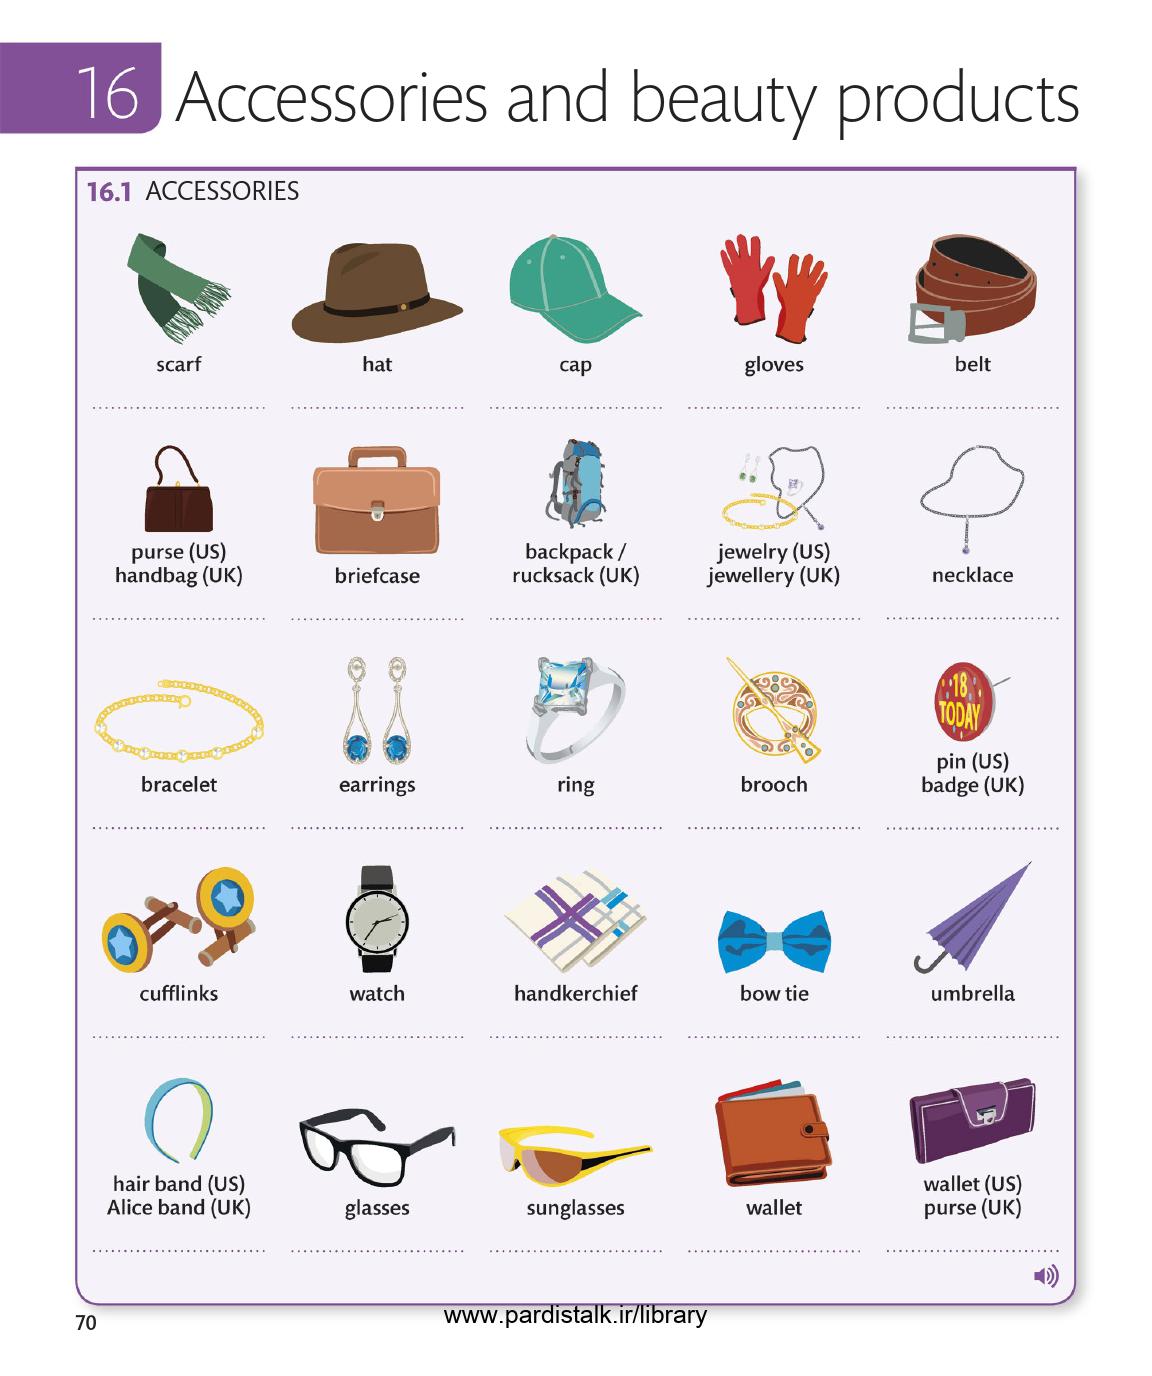 16 Accessories and beauty products
16.1 ACCESSORIES
scarf
hat
cap
gloves
belt
purse (US)
handbag (UK)
briefcase
backpack /
rucksack (UK)
jewelry (US)
jewellery (UK)
necklace
bracelet
earrings
ring
brooch
18
TODAY
pin (US)
badge (UK)
cufflinks
watch
handkerchief
bow tie
umbrella
hair band (US)
Alice band (UK)
glasses
sunglasses
wallet
wallet (US)
purse (UK)
70
www.pardistalk.ir/library